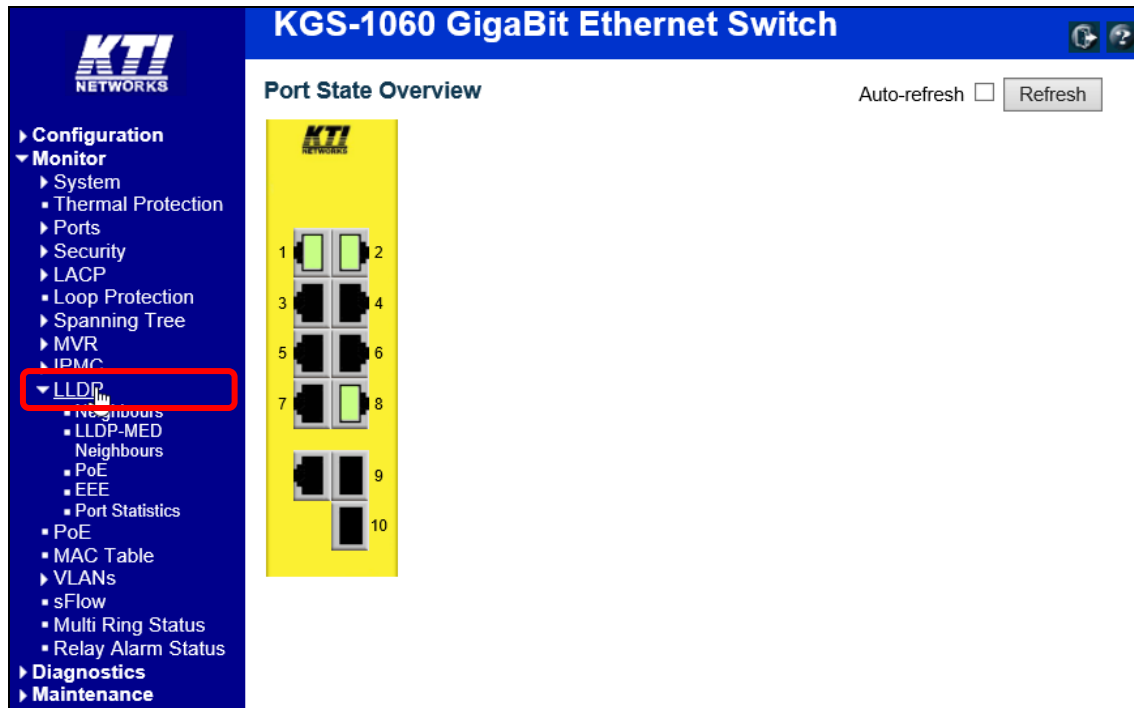 KTI
NETWORKS
KGS-1060 GigaBit Ethernet Switch
Port State Overview
Auto-refresh
Refresh
Configuration
Monitor
System
Thermal Protection
Ports
Security
LACP
Loop Protection
Spanning Tree
MVR
IPMC
LLDP
Neighbours
LLDP-MED
Neighbours
PoE
EEE
Port Statistics
PoE
MAC Table
VLANs
sFlow
Multi Ring Status
Relay Alarm Status
Diagnostics
Maintenance
KTI
NETWORKS
1 2
3 4
5 6
7 8
9
10